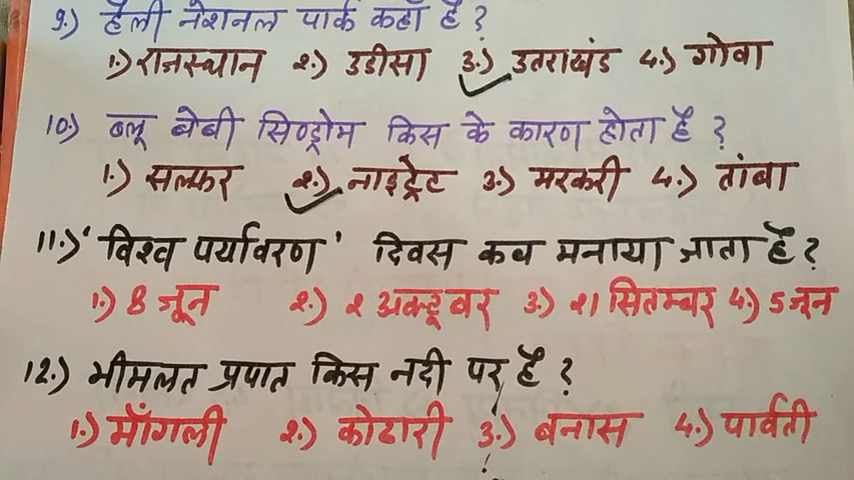 9.) हैली नेशनल पार्क कहाँ है ?
1.) राजस्थान 2.) उडीसा 3.) उतराखंड 4.) गोवा
10.) ब्लू बेबी सिण्ड्रोम किस के कारण होता है ?
1.) सल्फर 2.) नाइट्रेट 3.) मरकरी 4.) तांबा
11.) 'विश्व पर्यावरण' दिवस कब मनाया जाता है ?
1.) 8 जून 2.) 2 अक्टूबर 3.) 21 सितम्बर 4.) 5 जून
12.) भीमलत प्रपात किस नदी पर है ?
1.) माँगली 2.) कोठारी 3.) बनास 4.) पार्वती